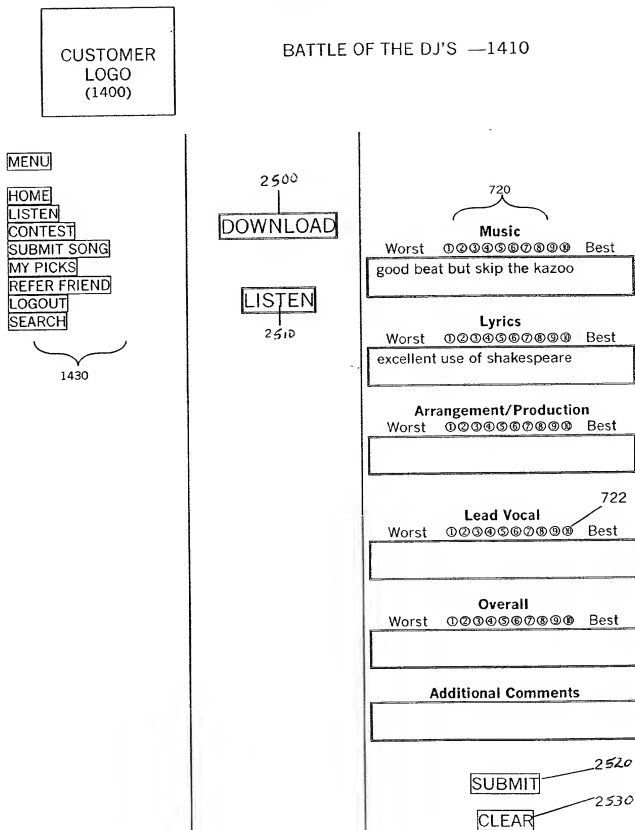 CUSTOMER
LOGO
(1400)
BATTLE OF THE DJ'S —1410
MENU
HOME
LISTEN
CONTEST
SUBMIT SONG
MY PICKS
REFER FRIEND
LOGOUT
SEARCH
1430
2500
DOWNLOAD
LISTEN
2510
720
Music
Worst ①②③④⑤⑥⑦⑧⑨⑩ Best
good beat but skip the kazoo
Lyrics
Worst ①②③④⑤⑥⑦⑧⑨⑩ Best
excellent use of shakespeare
Arrangement/Production
Worst ①②③④⑤⑥⑦⑧⑨⑩ Best
722
Lead Vocal
Worst ①②③④⑤⑥⑦⑧⑨⑩ Best
Overall
Worst ①②③④⑤⑥⑦⑧⑨⑩ Best
Additional Comments
2520
SUBMIT
2530
CLEAR